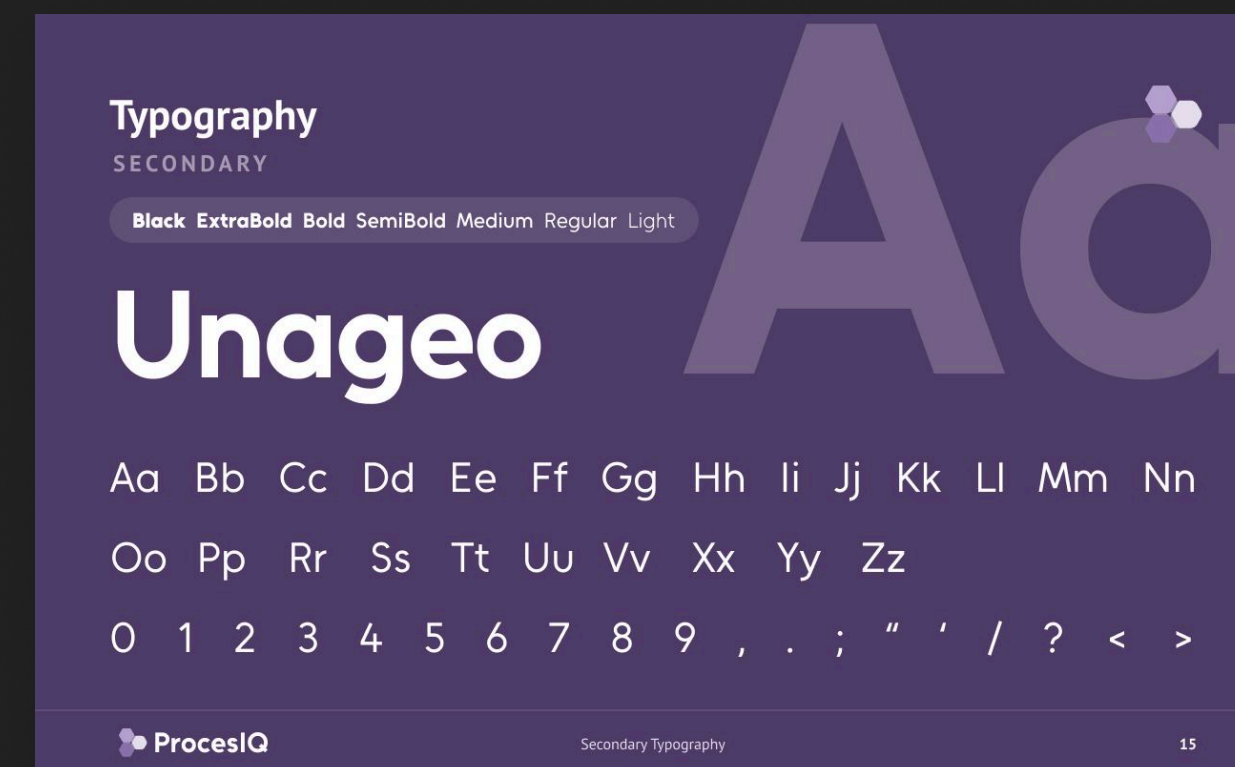 Typography
SECONDARY
Black ExtraBold Bold SemiBold Medium Regular Light
Aa
Unageo
Aa Bb Cc Dd Ee Ff Gg Hh Ii Jj Kk Ll Mm Nn
Oo Pp Rr Ss Tt Uu Vv Xx Yy Zz
0 1 2 3 4 5 6 7 8 9 , . ; “ ‘ / ? < >
ProcesIQ Secondary Typography 15